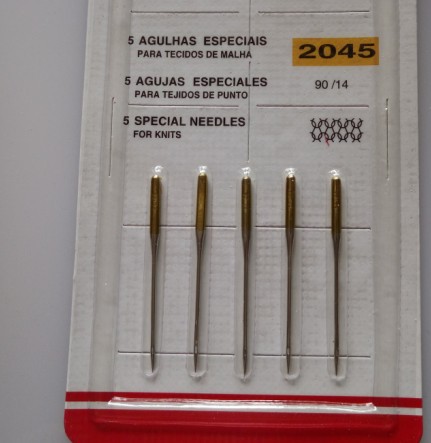 5 AGULHAS ESPECIAIS
PARA TECIDOS DE MALHA
2045
5 AGUJAS ESPECIALES
PARA TEJIDOS DE PUNTO
90/14
5 SPECIAL NEEDLES
FOR KNITS